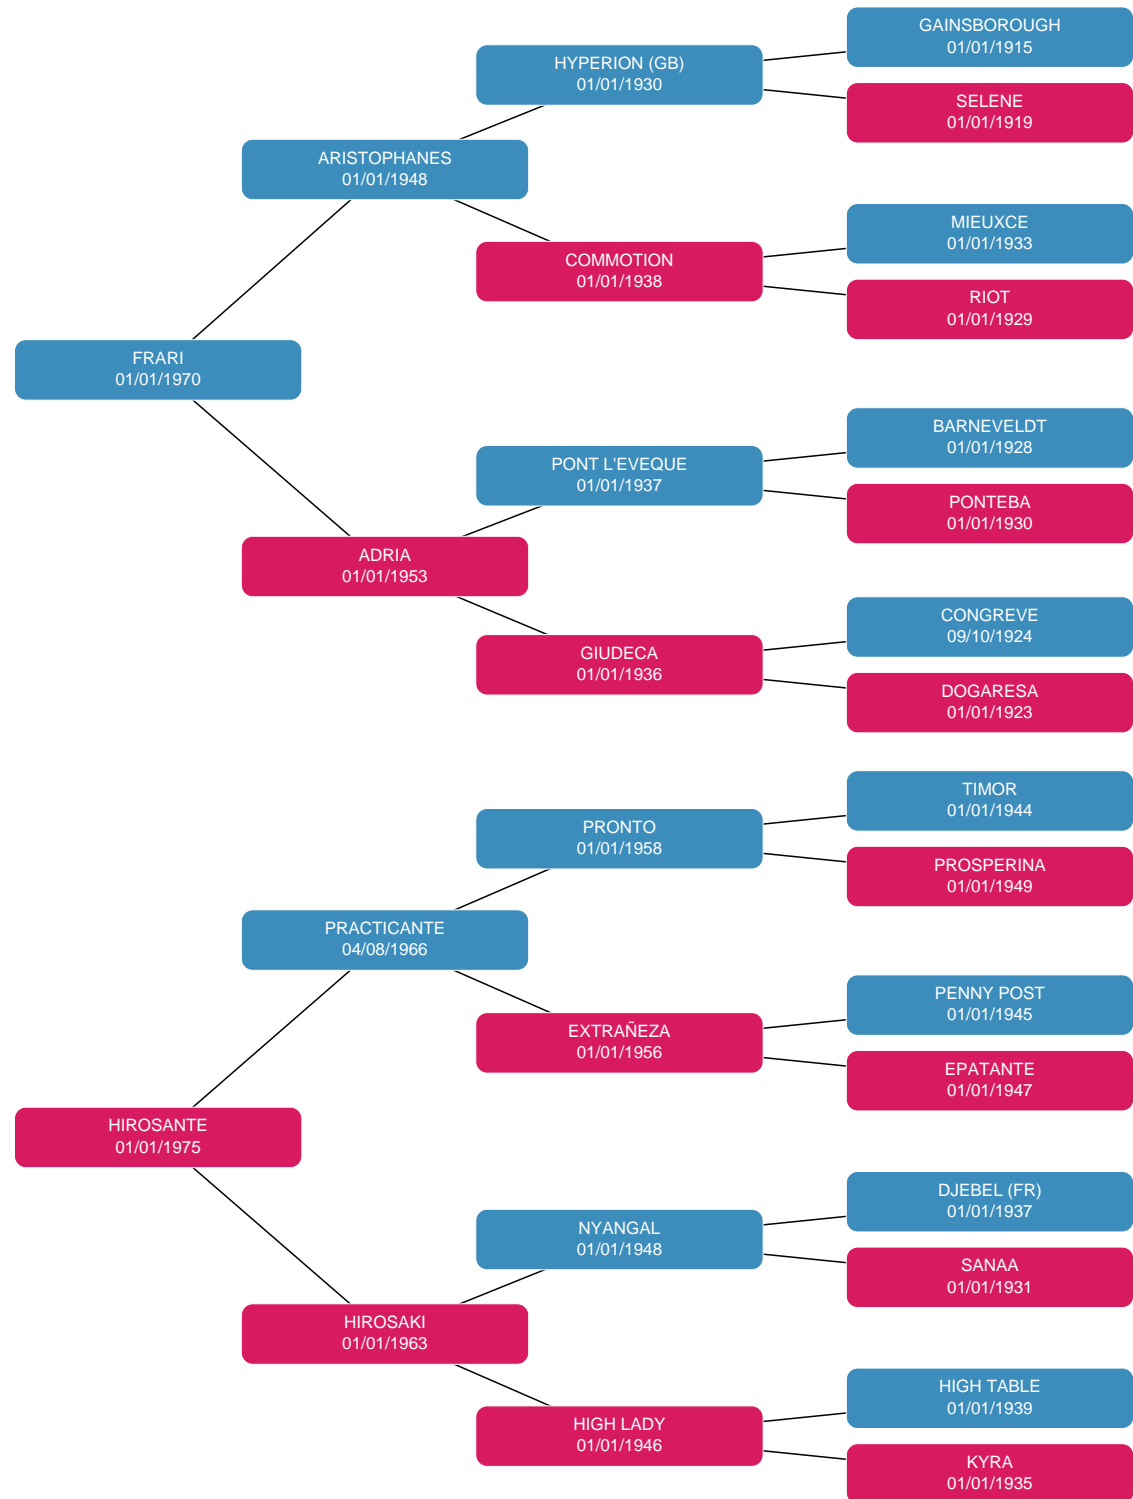 GAINSBOROUGH
01/01/1915
HYPERION (GB)
01/01/1930
SELENE
01/01/1919
ARISTOPHANES
01/01/1948
MIEUXCE
01/01/1933
COMMOTION
01/01/1938
RIOT
01/01/1929
FRARI
01/01/1970
BARNEVELDT
01/01/1928
PONT L'EVEQUE
01/01/1937
PONTEBA
01/01/1930
ADRIA
01/01/1953
CONGREVE
09/10/1924
GIUDECA
01/01/1936
DOGARESA
01/01/1923
TIMOR
01/01/1944
PRONTO
01/01/1958
PROSPERINA
01/01/1949
PRACTICANTE
04/08/1966
PENNY POST
01/01/1945
EXTRAÑEZA
01/01/1956
EPATANTE
01/01/1947
HIROSANTE
01/01/1975
DJEBEL (FR)
01/01/1937
NYANGAL
01/01/1948
SANAA
01/01/1931
HIROSAKI
01/01/1963
HIGH TABLE
01/01/1939
HIGH LADY
01/01/1946
KYRA
01/01/1935